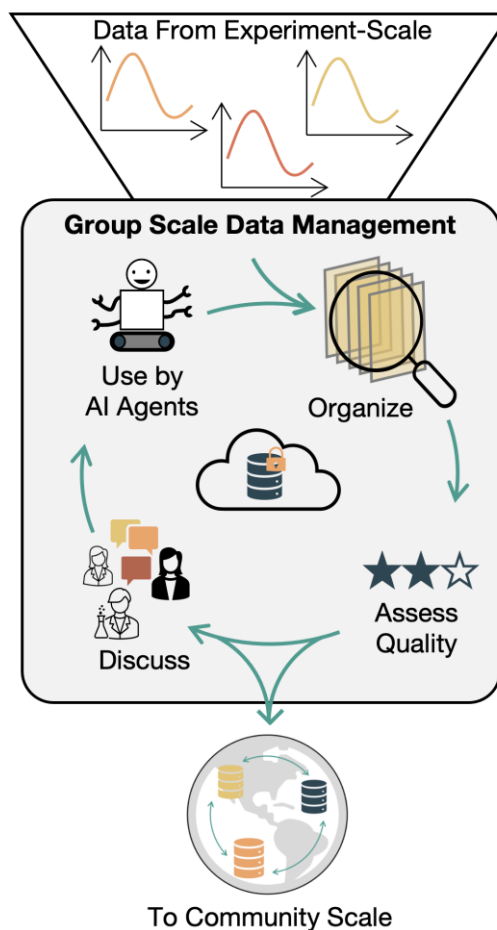 Data From Experiment-Scale
Group Scale Data Management
Use by
AI Agents
Organize
Assess
Quality
Discuss
To Community Scale